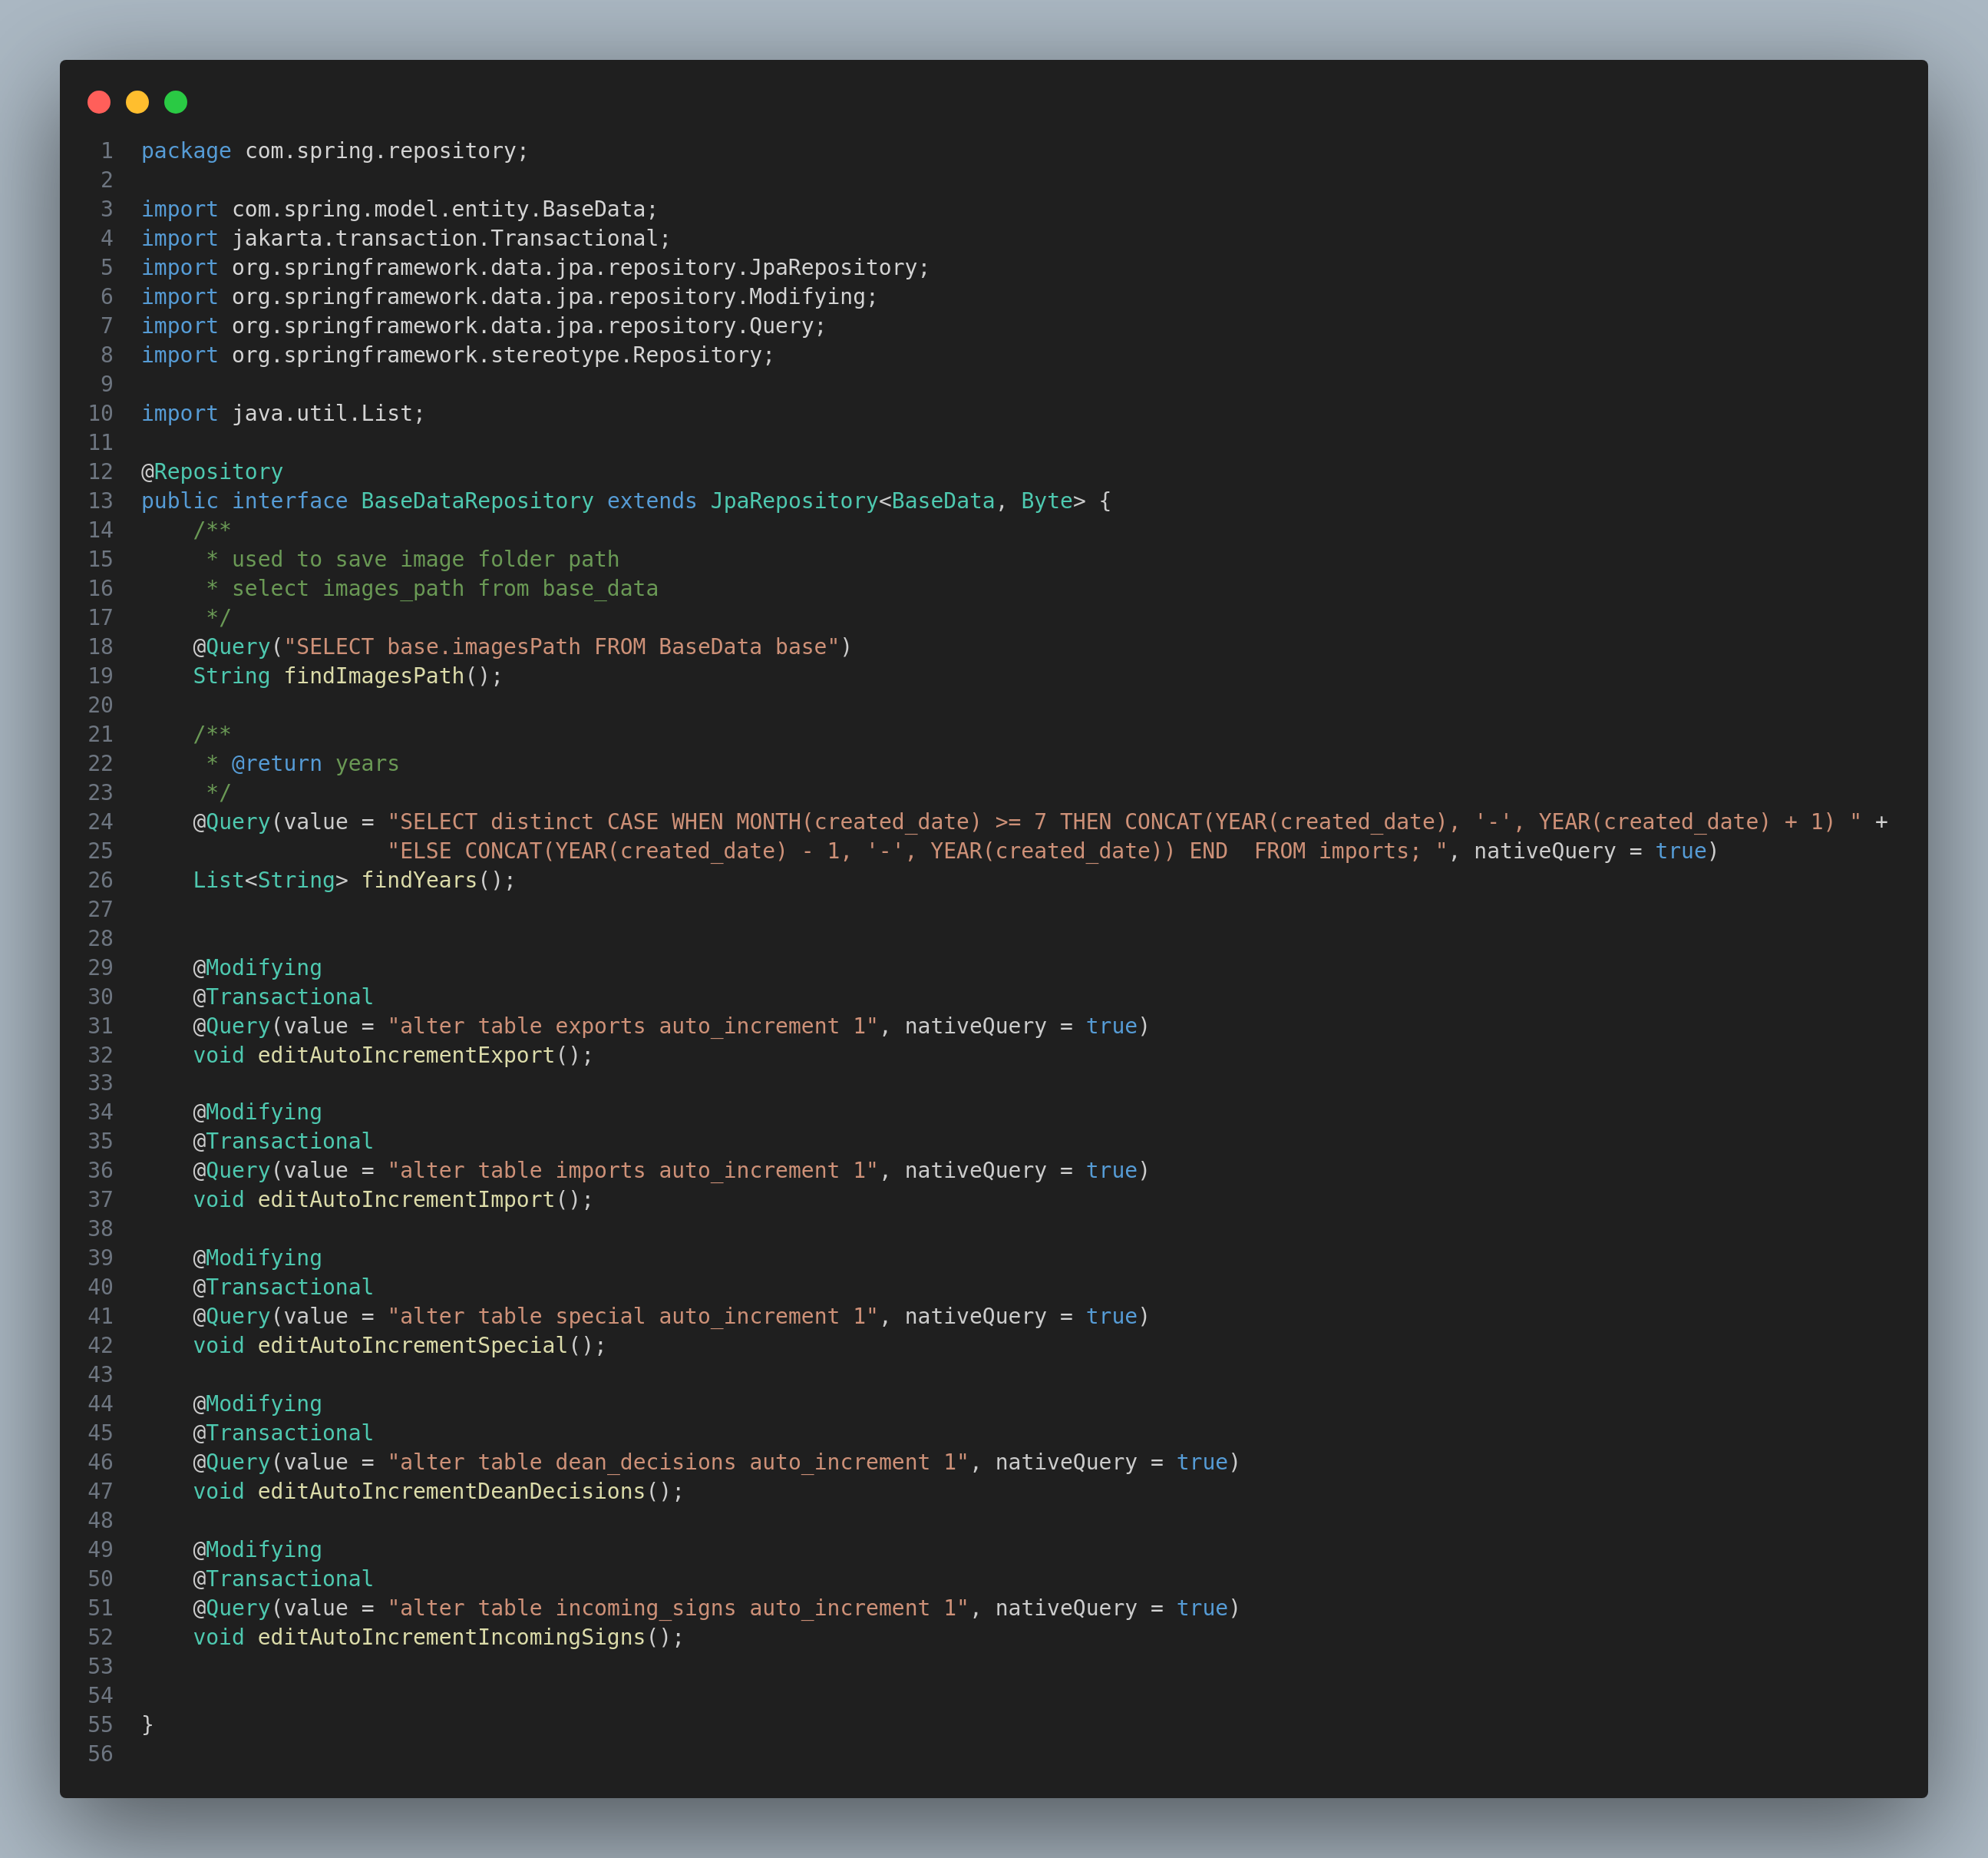 1 package com.spring.repository;
2
3 import com.spring.model.entity.BaseData;
4 import jakarta.transaction.Transactional;
5 import org.springframework.data.jpa.repository.JpaRepository;
6 import org.springframework.data.jpa.repository.Modifying;
7 import org.springframework.data.jpa.repository.Query;
8 import org.springframework.stereotype.Repository;
9
10 import java.util.List;
11
12 @Repository
13 public interface BaseDataRepository extends JpaRepository<BaseData, Byte> {
14     /**
15      * used to save image folder path
16      * select images_path from base_data
17      */
18     @Query("SELECT base.imagesPath FROM BaseData base")
19     String findImagesPath();
20
21     /**
22      * @return years
23      */
24     @Query(value = "SELECT distinct CASE WHEN MONTH(created_date) >= 7 THEN CONCAT(YEAR(created_date), '-', YEAR(created_date) + 1) " +
25                    "ELSE CONCAT(YEAR(created_date) - 1, '-', YEAR(created_date)) END  FROM imports; ", nativeQuery = true)
26     List<String> findYears();
27
28
29     @Modifying
30     @Transactional
31     @Query(value = "alter table exports auto_increment 1", nativeQuery = true)
32     void editAutoIncrementExport();
33
34     @Modifying
35     @Transactional
36     @Query(value = "alter table imports auto_increment 1", nativeQuery = true)
37     void editAutoIncrementImport();
38
39     @Modifying
40     @Transactional
41     @Query(value = "alter table special auto_increment 1", nativeQuery = true)
42     void editAutoIncrementSpecial();
43
44     @Modifying
45     @Transactional
46     @Query(value = "alter table dean_decisions auto_increment 1", nativeQuery = true)
47     void editAutoIncrementDeanDecisions();
48
49     @Modifying
50     @Transactional
51     @Query(value = "alter table incoming_signs auto_increment 1", nativeQuery = true)
52     void editAutoIncrementIncomingSigns();
53
54
55 }
56